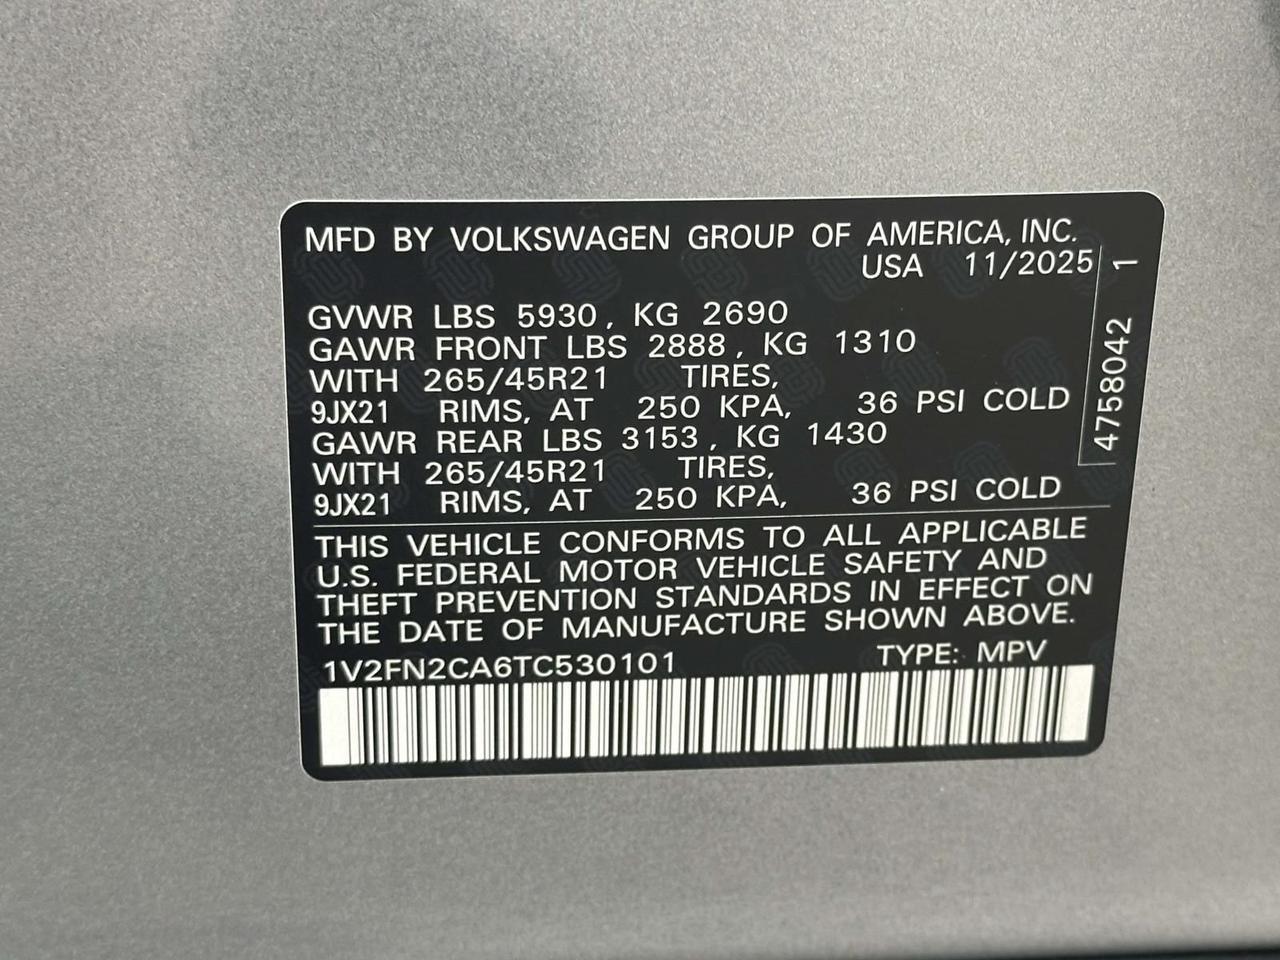 MFD BY VOLKSWAGEN GROUP OF AMERICA, INC.
USA 11/2025
GVWR LBS 5930, KG 2690
GAWR FRONT LBS 2888, KG 1310
WITH 265/45R21 TIRES,
9JX21 RIMS, AT 250 KPA, 36 PSI COLD
GAWR REAR LBS 3153, KG 1430
WITH 265/45R21 TIRES,
9JX21 RIMS, AT 250 KPA, 36 PSI COLD
THIS VEHICLE CONFORMS TO ALL APPLICABLE
U.S. FEDERAL MOTOR VEHICLE SAFETY AND
THEFT PREVENTION STANDARDS IN EFFECT ON
THE DATE OF MANUFACTURE SHOWN ABOVE.
1V2FN2CA6TC530101 TYPE: MPV
4758042 1